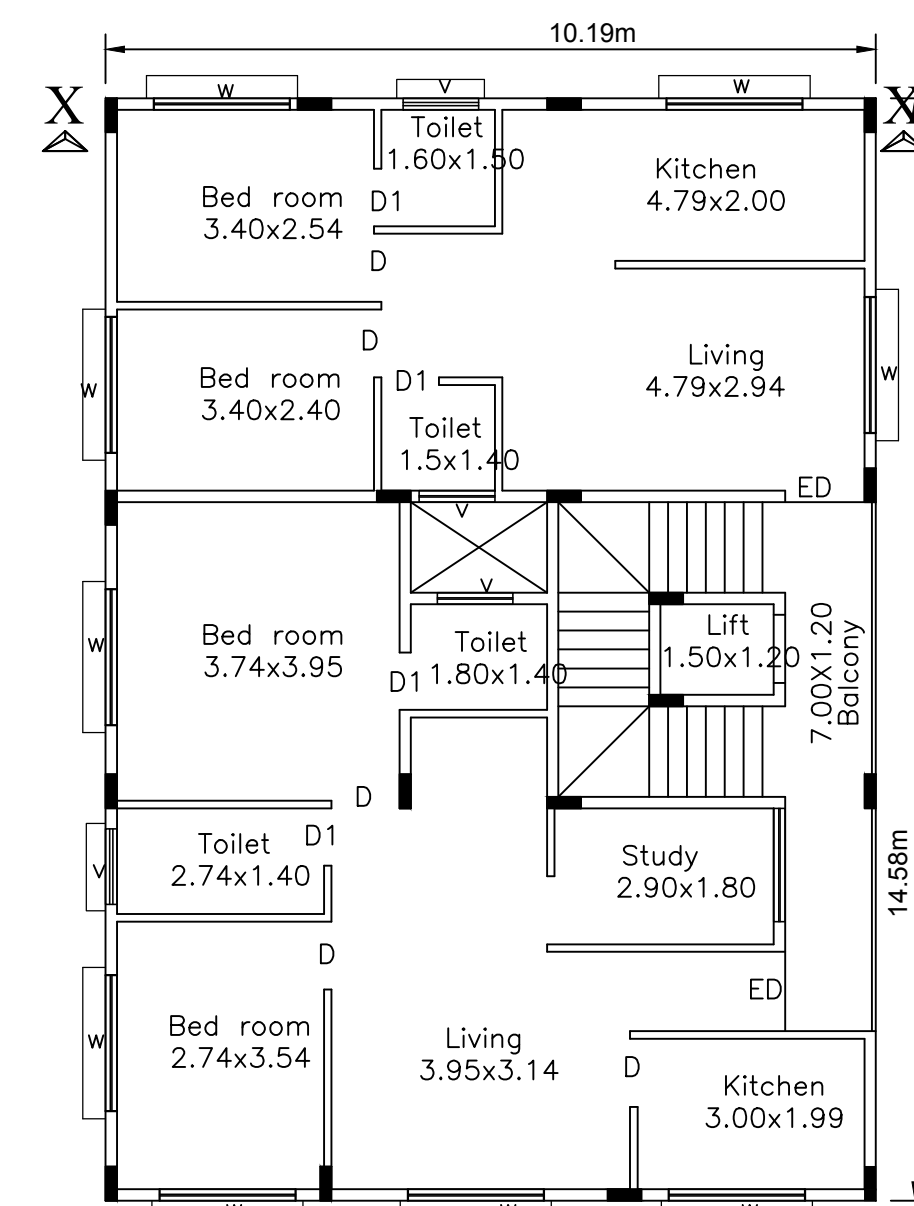 10.19m
X
X
W
V
W
Toilet
1.60x1.50
Kitchen
4.79x2.00
Bed room
3.40x2.54
D1
D
W
Bed room
3.40x2.40
D
D1
Living
4.79x2.94
W
Toilet
1.5x1.40
ED
V
V
W
Bed room
3.74x3.95
D1
Toilet
1.80x1.40
Lift
1.50x1.20
7.00X1.20
Balcony
D
V
Toilet
2.74x1.40
D1
Study
2.90x1.80
14.58m
D
ED
W
Bed room
2.74x3.54
Living
3.95x3.14
D
Kitchen
3.00x1.99